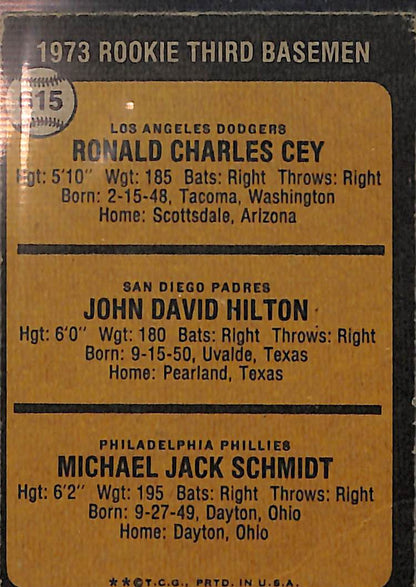 1973 ROOKIE THIRD BASEMEN
615
LOS ANGELES DODGERS
RONALD CHARLES CEY
Hgt: 5'10" Wgt: 185 Bats: Right Throws: Right
Born: 2-15-48, Tacoma, Washington
Home: Scottsdale, Arizona
SAN DIEGO PADRES
JOHN DAVID HILTON
Hgt: 6'0" Wgt: 180 Bats: Right Throws: Right
Born: 9-15-50, Uvalde, Texas
Home: Pearland, Texas
PHILADELPHIA PHILLIES
MICHAEL JACK SCHMIDT
Hgt: 6'2" Wgt: 195 Bats: Right Throws: Right
Born: 9-27-49, Dayton, Ohio
Home: Dayton, Ohio
**©T.C.G., PRTD. IN U.S.A.